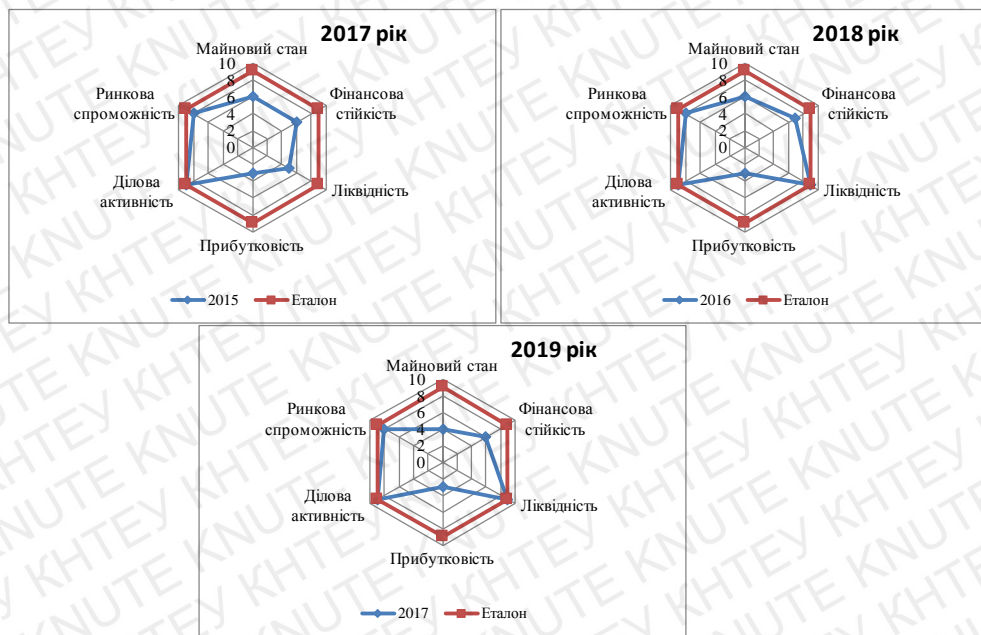 2017 рік
Майновий стан
10
8
6
4
2
0
Фінансова
стійкість
Ліквідність
Прибутковість
Ділова
активність
Ринкова
спроможність
2015
Еталон
2018 рік
Майновий стан
10
8
6
4
2
0
Фінансова
стійкість
Ліквідність
Прибутковість
Ділова
активність
Ринкова
спроможність
2016
Еталон
2019 рік
Майновий стан
10
8
6
4
2
0
Фінансова
стійкість
Ліквідність
Прибутковість
Ділова
активність
Ринкова
спроможність
2017
Еталон
КНТЕУ KNUTE